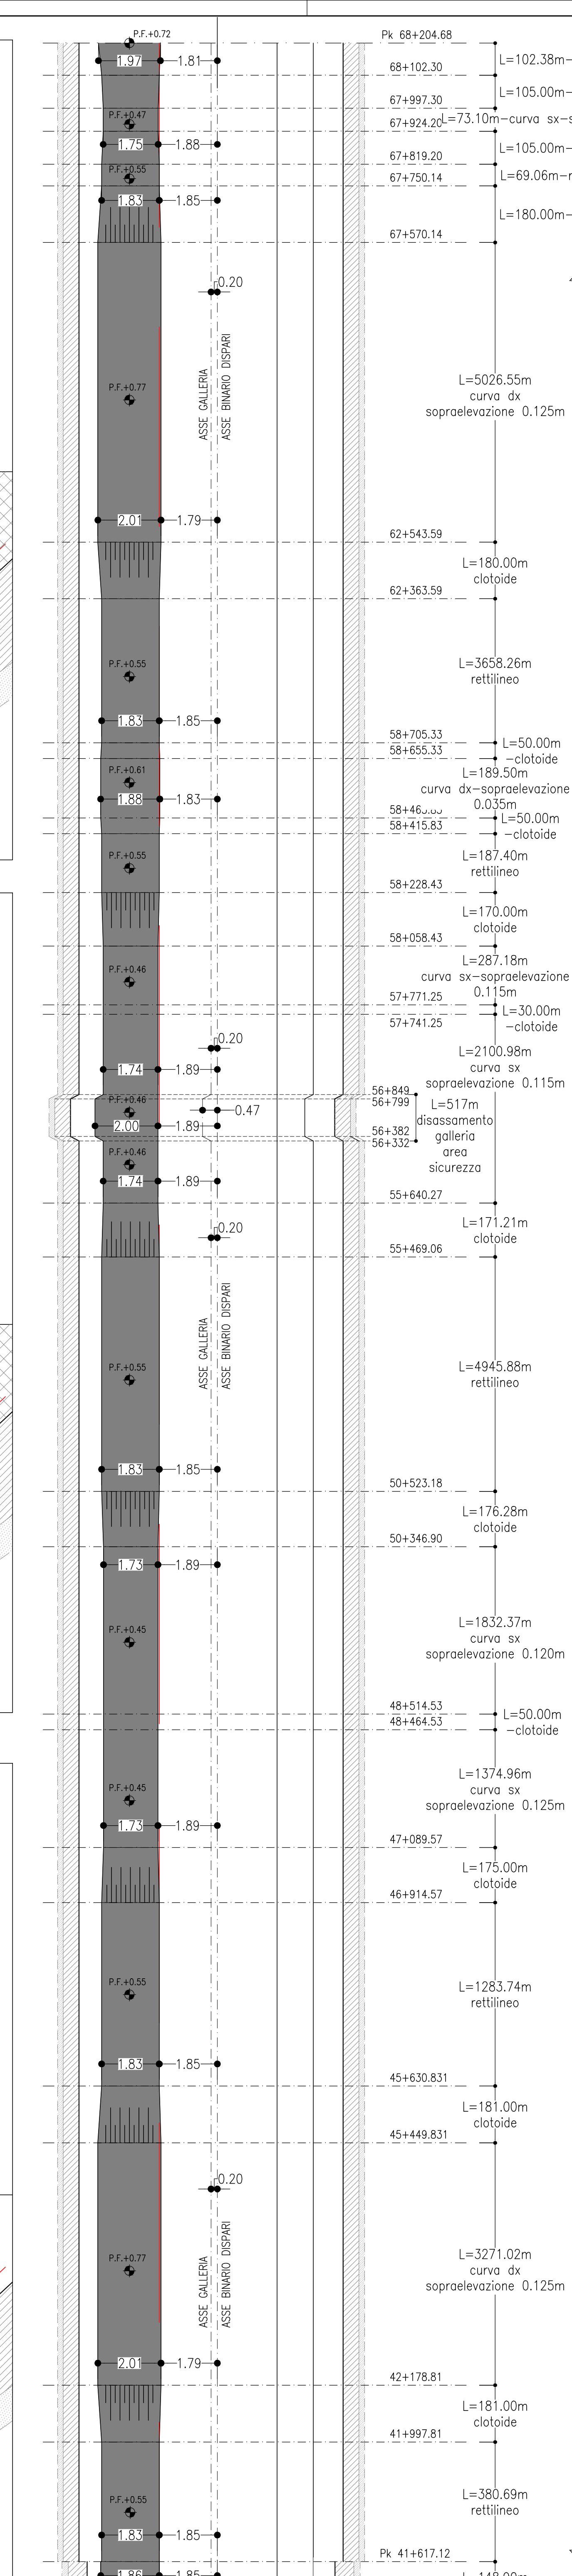 P.F.+0.72
Pk 68+204.68
1.97
1.81
L=102.38m-
68+102.30
L=105.00m-
67+997.30
P.F.+0.47
67+924.20
L=73.10m-curva sx-s
1.75
1.88
L=105.00m-
67+819.20
P.F.+0.55
L=69.06m-r
67+750.14
1.83
1.85
L=180.00m-
67+570.14
0.20
ASSE GALLERIA
ASSE BINARIO DISPARI
P.F.+0.77
L=5026.55m
curva dx
sopraelevazione 0.125m
2.01
1.79
62+543.59
L=180.00m
clotoide
62+363.59
P.F.+0.55
L=3658.26m
rettilineo
1.83
1.85
58+705.33
L=50.00m
-clotoide
58+655.33
P.F.+0.61
L=189.50m
curva dx-sopraelevazione
0.035m
1.88
1.83
L=50.00m
-clotoide
58+415.83
P.F.+0.55
L=187.40m
rettilineo
58+228.43
L=170.00m
clotoide
58+058.43
P.F.+0.46
L=287.18m
curva sx-sopraelevazione
0.115m
57+771.25
L=30.00m
-clotoide
57+741.25
0.20
L=2100.98m
curva sx
sopraelevazione 0.115m
1.74
1.89
56+849
56+799
P.F.+0.46
0.47
L=517m
disassamento
galleria
area
sicurezza
2.00
1.89
56+382
56+332
P.F.+0.46
1.74
1.89
55+640.27
L=171.21m
clotoide
0.20
55+469.06
ASSE GALLERIA
ASSE BINARIO DISPARI
P.F.+0.55
L=4945.88m
rettilineo
1.83
1.85
50+523.18
L=176.28m
clotoide
50+346.90
1.73
1.89
P.F.+0.45
L=1832.37m
curva sx
sopraelevazione 0.120m
48+514.53
L=50.00m
-clotoide
48+464.53
P.F.+0.45
L=1374.96m
curva sx
sopraelevazione 0.125m
1.73
1.89
47+089.57
L=175.00m
clotoide
46+914.57
P.F.+0.55
L=1283.74m
rettilineo
1.83
1.85
45+630.831
L=181.00m
clotoide
45+449.831
0.20
ASSE GALLERIA
ASSE BINARIO DISPARI
P.F.+0.77
L=3271.02m
curva dx
sopraelevazione 0.125m
2.01
1.79
42+178.81
L=181.00m
clotoide
41+997.81
P.F.+0.55
L=380.69m
rettilineo
1.83
1.85
Pk 41+617.12
1.86
1.85